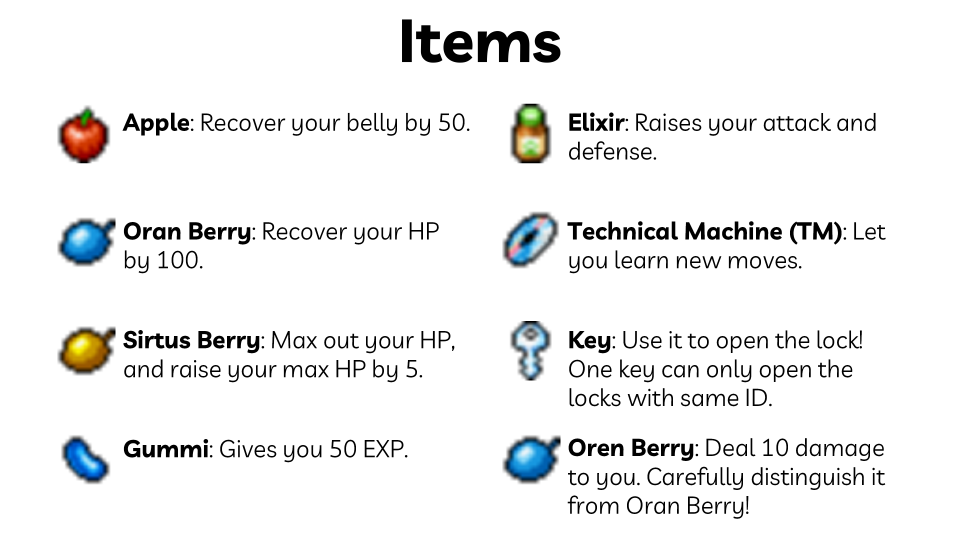 Items
Apple: Recover your belly by 50.
Oran Berry: Recover your HP
by 100.
Sirtus Berry: Max out your HP,
and raise your max HP by 5.
Gummi: Gives you 50 EXP.
Elixir: Raises your attack and
defense.
Technical Machine (TM): Let
you learn new moves.
Key: Use it to open the lock!
One key can only open the
locks with same ID.
Oren Berry: Deal 10 damage
to you. Carefully distinguish it
from Oran Berry!